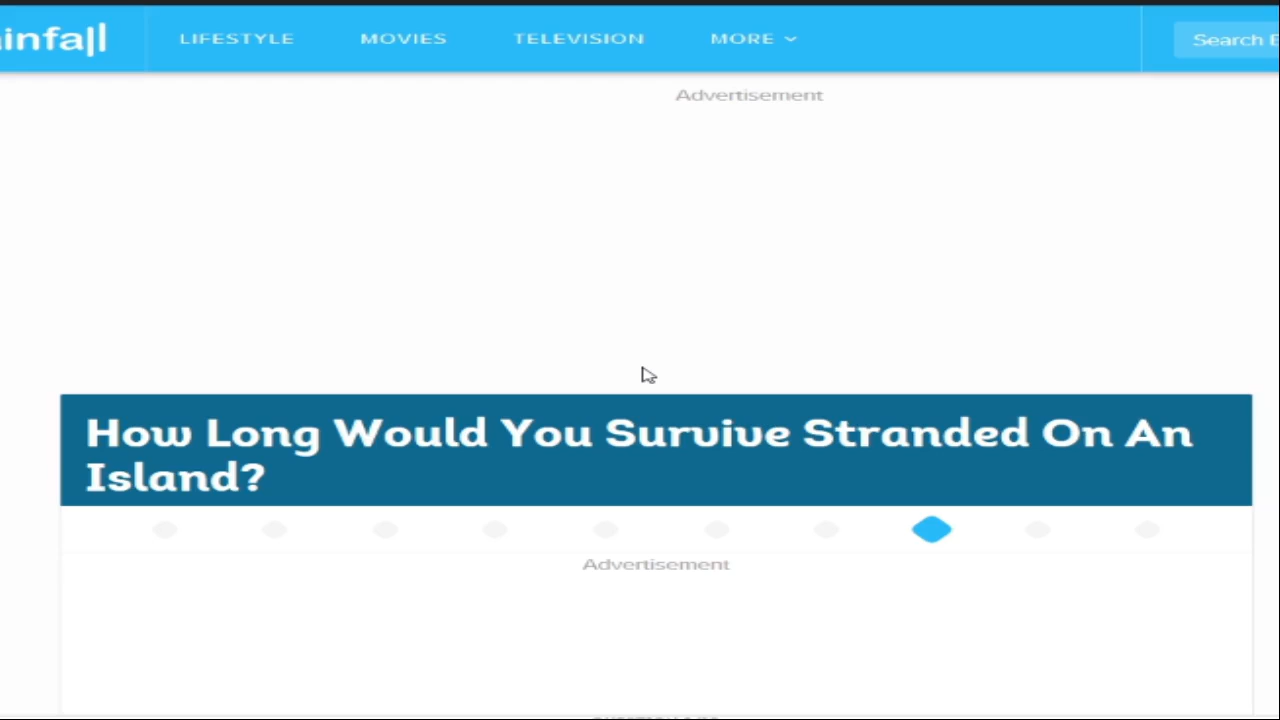 infall
LIFESTYLE
MOVIES
TELEVISION
MORE
Search
Advertisement
How Long Would You Survive Stranded On An
Island?
Advertisement